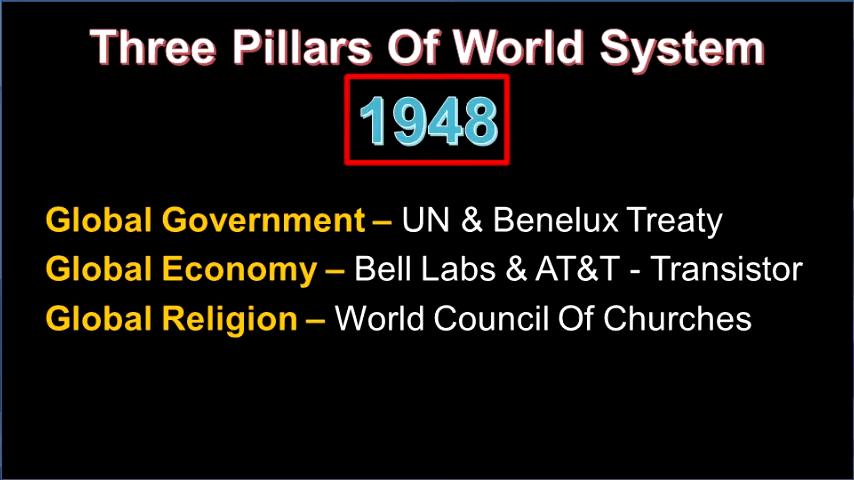 Three Pillars Of World System
1948
Global Government – UN & Benelux Treaty
Global Economy – Bell Labs & AT&T - Transistor
Global Religion – World Council Of Churches